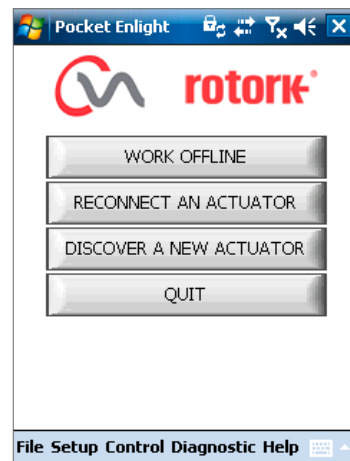 Pocket Enlight
rotork
WORK OFFLINE
RECONNECT AN ACTUATOR
DISCOVER A NEW ACTUATOR
QUIT
File Setup Control Diagnostic Help